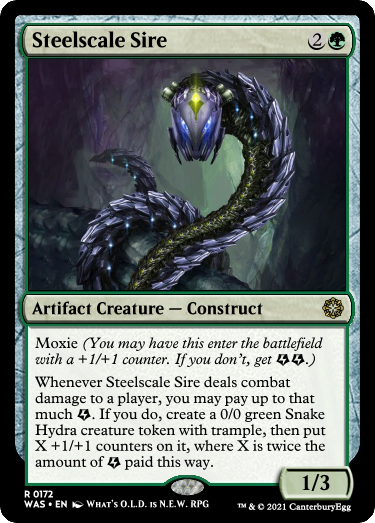 Steelscale Sire 2
Artifact Creature — Construct
Moxie (You may have this enter the battlefield
with a +1/+1 counter. If you don't, get .)
Whenever Steelscale Sire deals combat
damage to a player, you may pay up to that
much . If you do, create a 0/0 green Snake
Hydra creature token with trample, then put
X +1/+1 counters on it, where X is twice the
amount of paid this way.
1/3
R 0172
WAS • EN WHAT'S O.L.D. IS N.E.W. RPG
™ & © 2021 CanterburyEgg